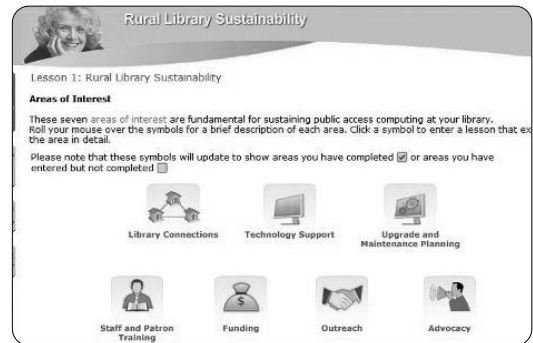 Rural Library Sustainability
Lesson 1: Rural Library Sustainability
Areas of Interest
These seven areas of interest are fundamental for sustaining public access computing at your library.
Roll your mouse over the symbols for a brief description of each area. Click a symbol to enter a lesson that ex
the area in detail.
Please note that these symbols will update to show areas you have completed or areas you have
entered but not completed
Library Connections Technology Support Upgrade and
Maintenance Planning
Staff and Patron Funding Outreach Advocacy
Training
$